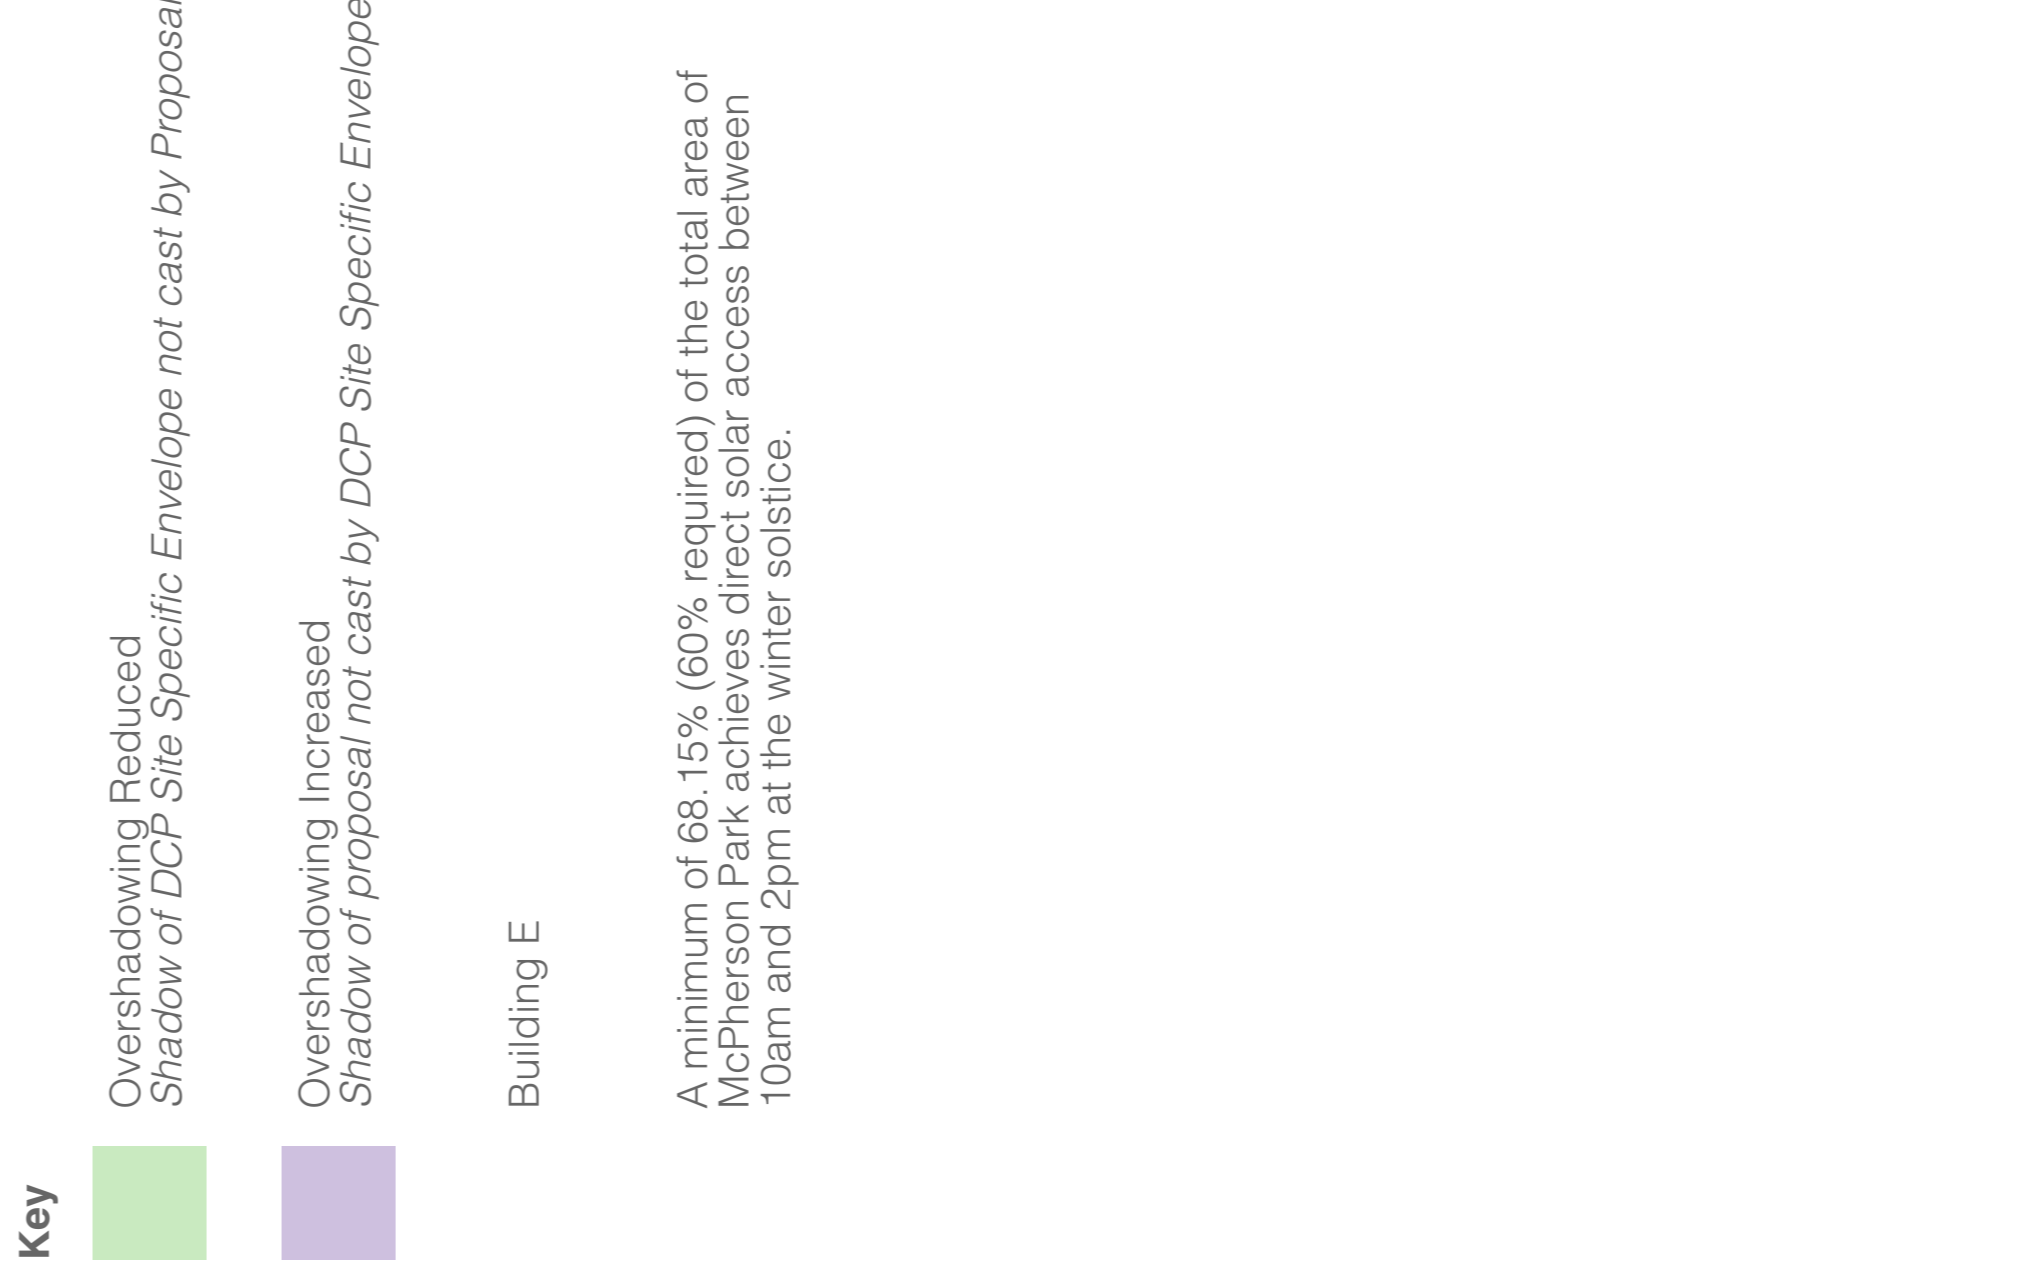 Key
Overshadowing Reduced
Shadow of DCP Site Specific Envelope not cast by Proposal
Overshadowing Increased
Shadow of proposal not cast by DCP Site Specific Envelope
Building E
A minimum of 68.15% (60% required) of the total area of
McPherson Park achieves direct solar access between
10am and 2pm at the winter solstice.